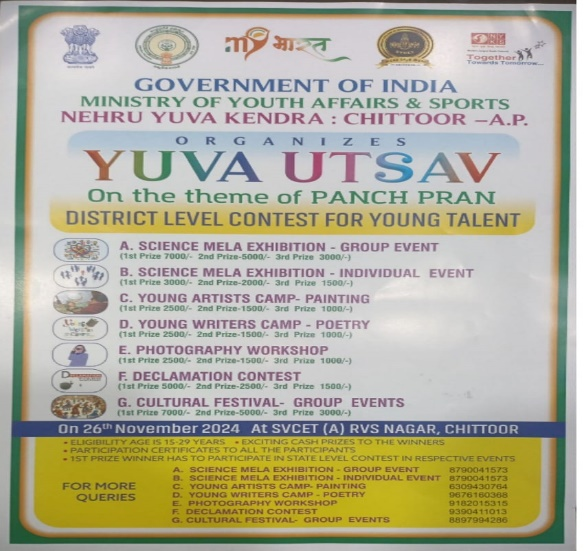 भारत
Together
Towards Tomorrow...
GOVERNMENT OF INDIA
MINISTRY OF YOUTH AFFAIRS & SPORTS
NEHRU YUVA KENDRA : CHITTOOR –A.P.
ORGANIZES
YUVA UTSAV
On the theme of PANCH PRAN
DISTRICT LEVEL CONTEST FOR YOUNG TALENT
A. SCIENCE MELA EXHIBITION - GROUP EVENT
(1st Prize 7000/- 2nd Prize-5000/- 3rd Prize 3000/-)
B. SCIENCE MELA EXHIBITION - INDIVIDUAL EVENT
(1st Prize 3000/- 2nd Prize-2000/- 3rd Prize 1500/-)
C. YOUNG ARTISTS CAMP- PAINTING
(1st Prize 2500/- 2nd Prize-1500/- 3rd Prize 1000/-)
D. YOUNG WRITERS CAMP - POETRY
(1st Prize 2500/- 2nd Prize-1500/- 3rd Prize 1000/-)
E. PHOTOGRAPHY WORKSHOP
(1st Prize 2500/- 2nd Prize-1500/- 3rd Prize 1000/-)
F. DECLAMATION CONTEST
(1st Prize 5000/- 2nd Prize-2500/- 3rd Prize 1500/-)
G. CULTURAL FESTIVAL- GROUP EVENTS
(1st Prize 7000/- 2nd Prize-5000/- 3rd Prize 3000/-)
On 26th November 2024 At SVCET (A) RVS NAGAR, CHITTOOR
• ELIGIBILITY AGE IS 15-29 YEARS • EXCITING CASH PRIZES TO THE WINNERS
• PARTICIPATION CERTIFICATES TO ALL THE PARTICIPANTS
• 1ST PRIZE WINNER HAS TO PARTICIPATE IN STATE LEVEL CONTEST IN RESPECTIVE EVENTS
FOR MORE
QUERIES
A. SCIENCE MELA EXHIBITION - GROUP EVENT 8790041573
B. SCIENCE MELA EXHIBITION - INDIVIDUAL EVENT 8790041573
C. YOUNG ARTISTS CAMP- PAINTING 6309430764
D. YOUNG WRITERS CAMP - POETRY 9676160368
E. PHOTOGRAPHY WORKSHOP 9182015315
F. DECLAMATION CONTEST 9390411013
G. CULTURAL FESTIVAL- GROUP EVENTS 8897994286